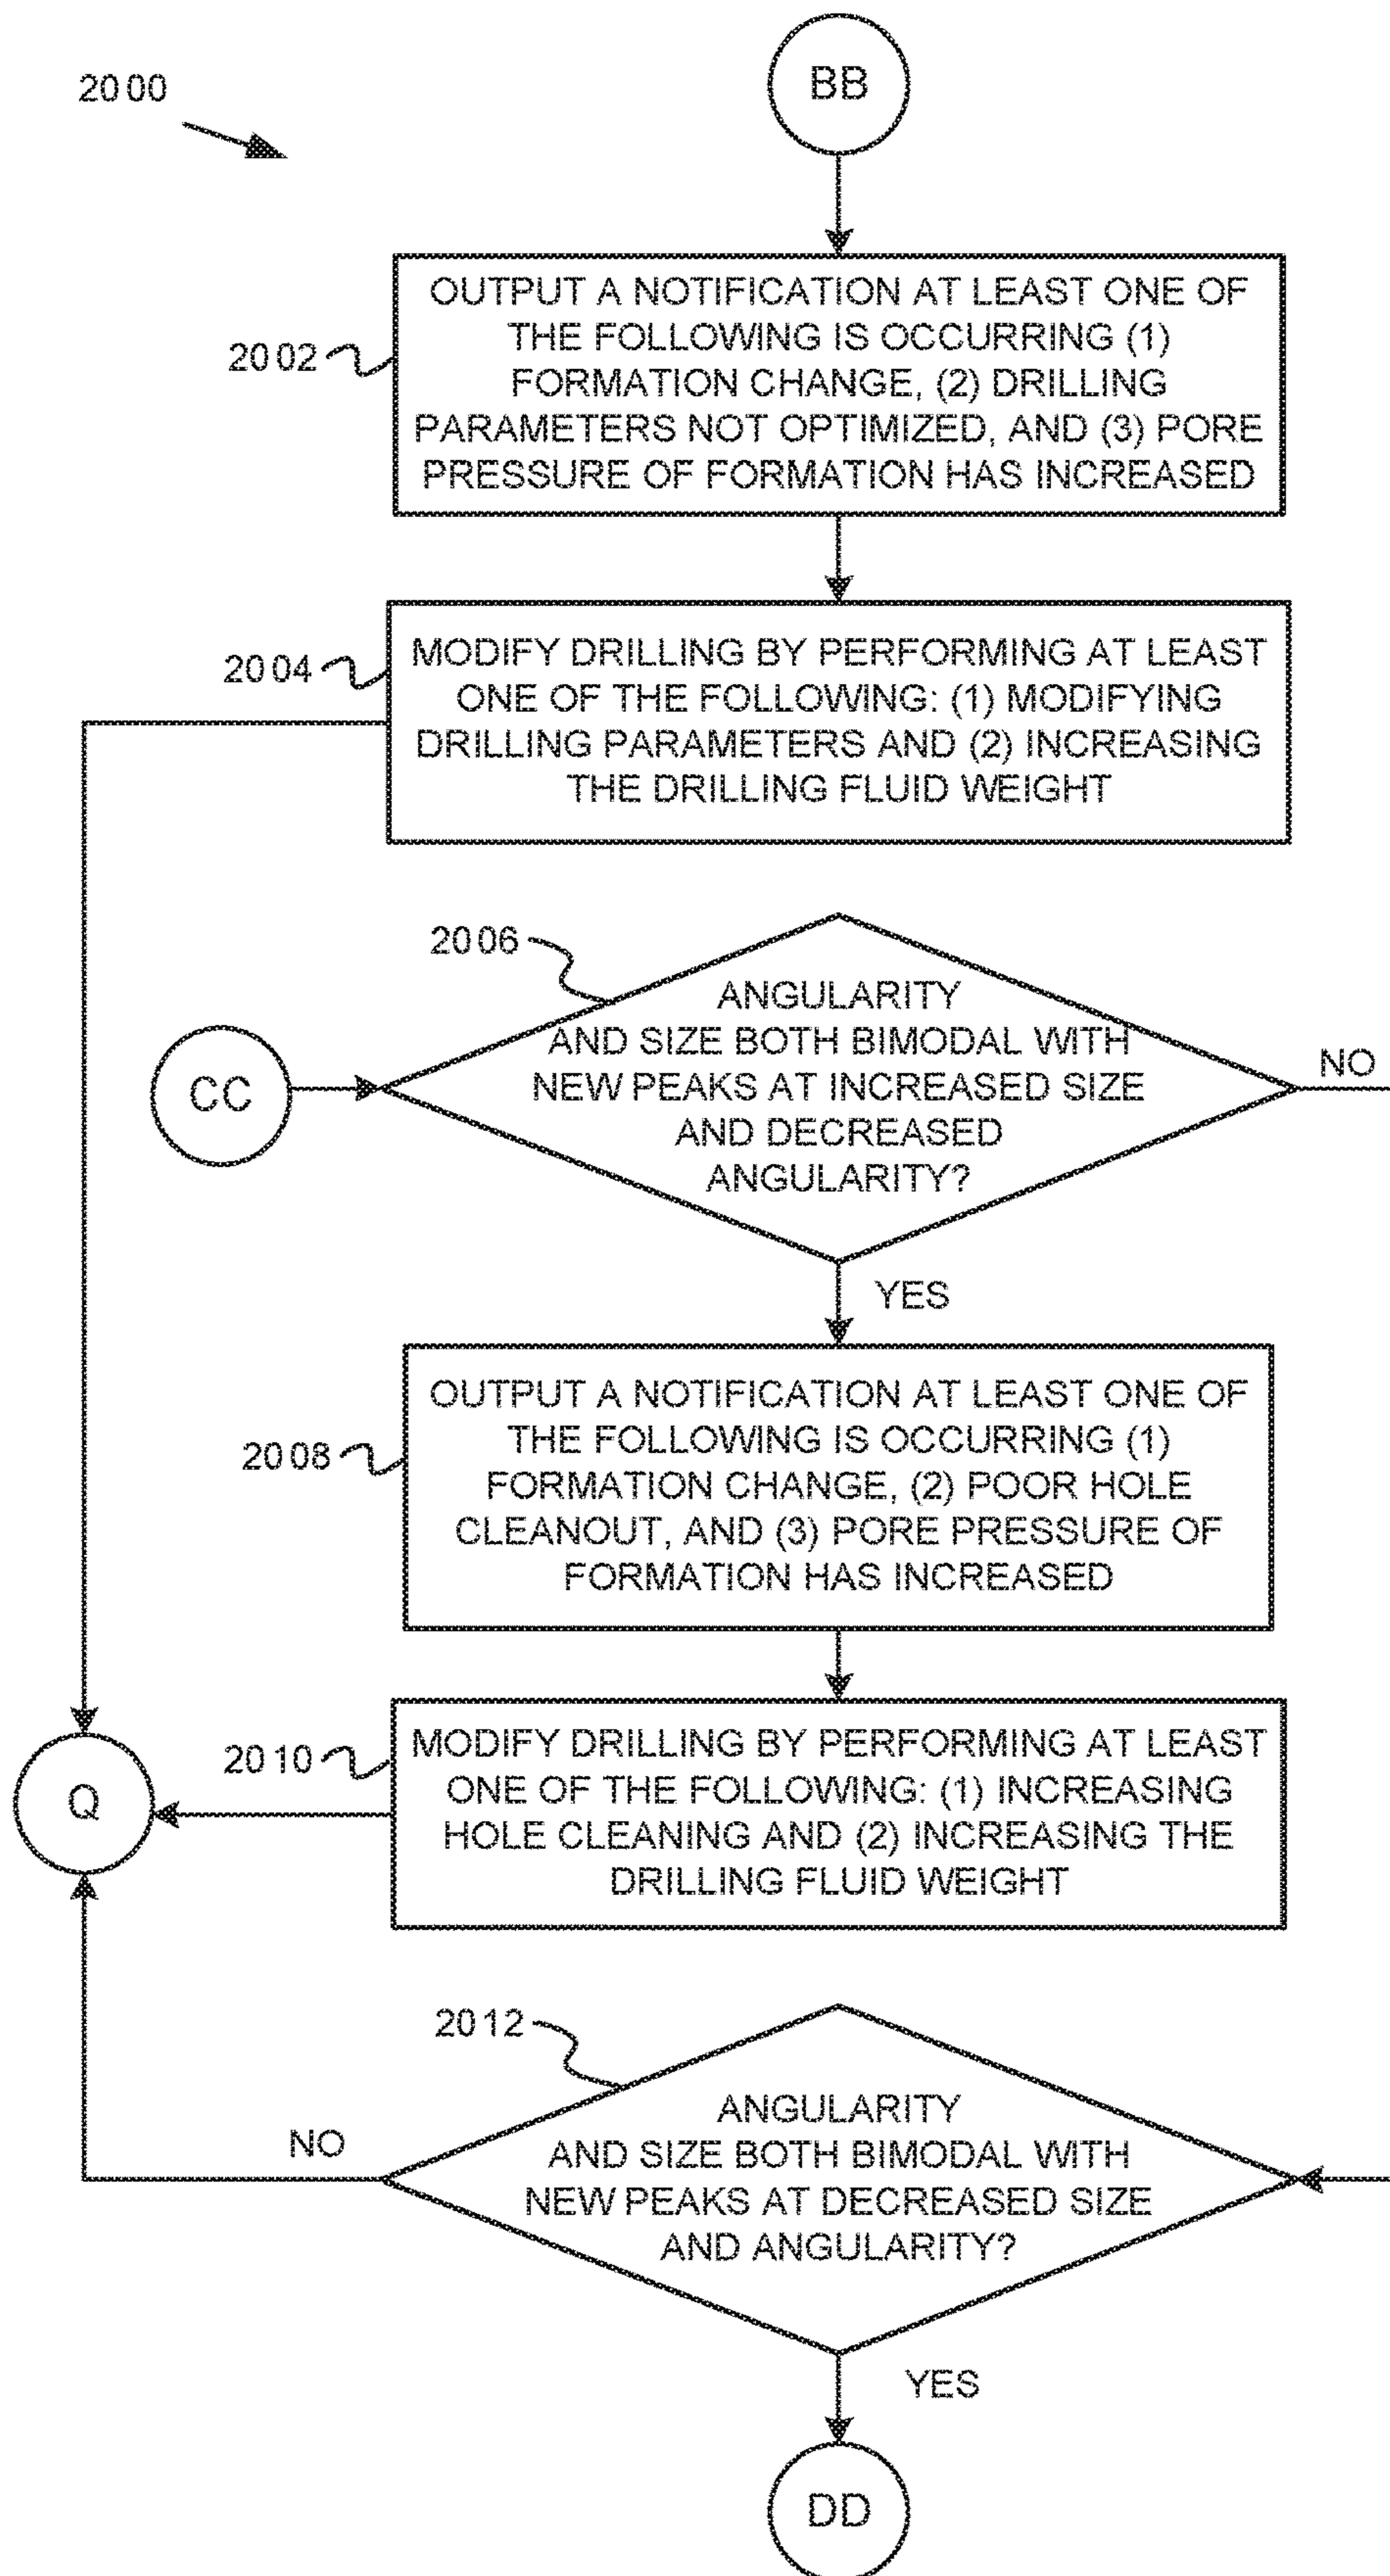 2000
BB
2002
OUTPUT A NOTIFICATION AT LEAST ONE OF
THE FOLLOWING IS OCCURRING (1)
FORMATION CHANGE, (2) DRILLING
PARAMETERS NOT OPTIMIZED, AND (3) PORE
PRESSURE OF FORMATION HAS INCREASED
2004
MODIFY DRILLING BY PERFORMING AT LEAST
ONE OF THE FOLLOWING: (1) MODIFYING
DRILLING PARAMETERS AND (2) INCREASING
THE DRILLING FLUID WEIGHT
2006
CC
ANGULARITY
AND SIZE BOTH BIMODAL WITH
NEW PEAKS AT INCREASED SIZE
AND DECREASED
ANGULARITY?
NO
YES
2008
OUTPUT A NOTIFICATION AT LEAST ONE OF
THE FOLLOWING IS OCCURRING (1)
FORMATION CHANGE, (2) POOR HOLE
CLEANOUT, AND (3) PORE PRESSURE OF
FORMATION HAS INCREASED
2010
MODIFY DRILLING BY PERFORMING AT LEAST
ONE OF THE FOLLOWING: (1) INCREASING
HOLE CLEANING AND (2) INCREASING THE
DRILLING FLUID WEIGHT
Q
2012
ANGULARITY
AND SIZE BOTH BIMODAL WITH
NEW PEAKS AT DECREASED SIZE
AND ANGULARITY?
NO
YES
DD